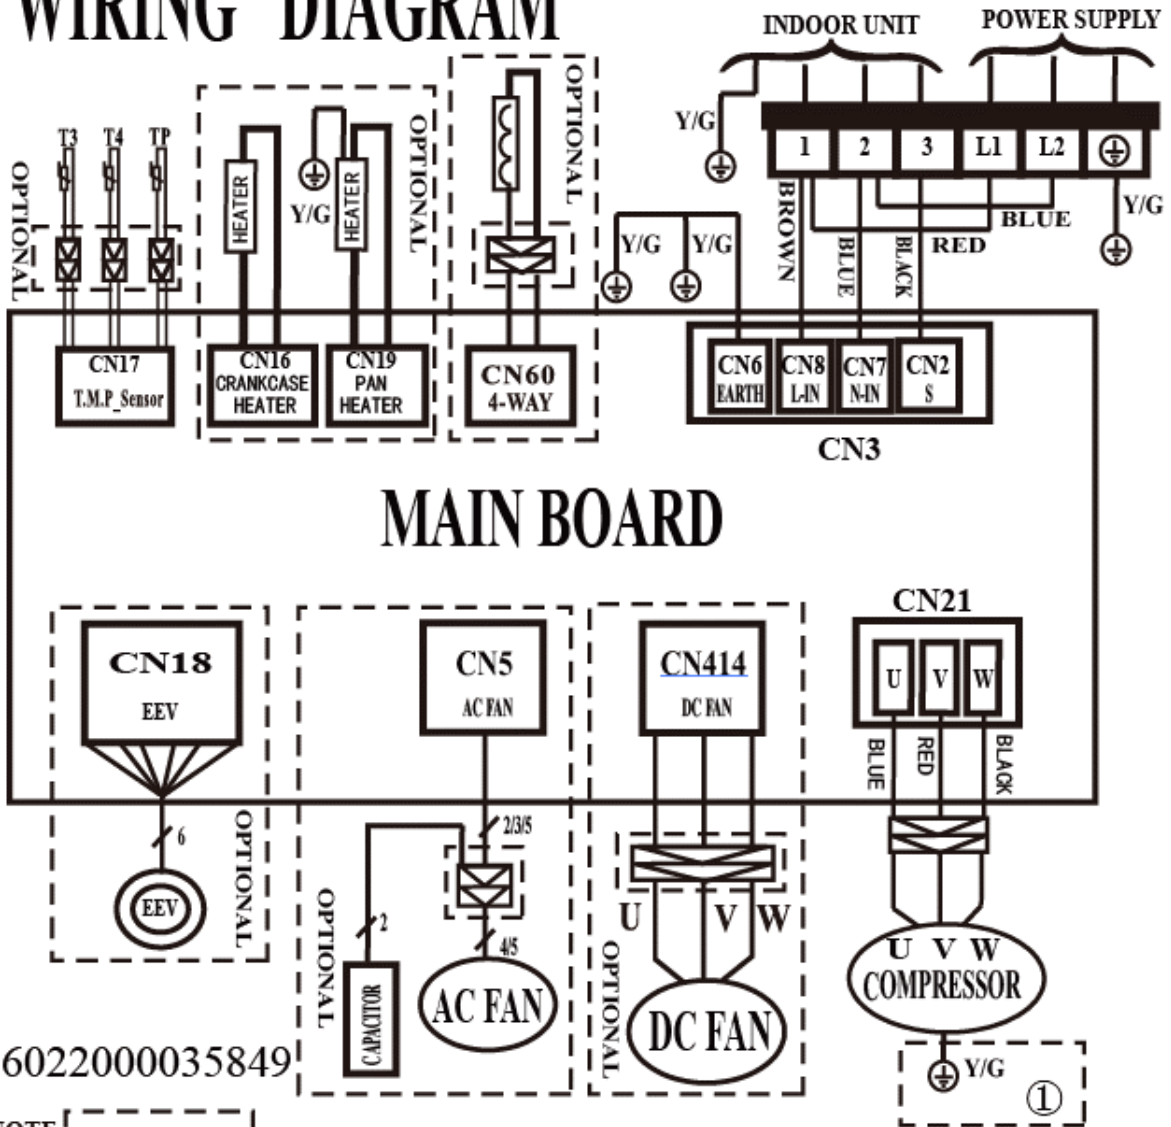 WIRING DIAGRAM
INDOOR UNIT
POWER SUPPLY
Y/G
1 2 3 L1 L2
Y/G
BROWN
BLUE
BLACK
RED
BLUE
T3 T4 TP
OPTIONAL
HEATER
Y/G
HEATER
OPTIONAL
OPTIONAL
Y/G
Y/G
CN17
T.M.P_Sensor
CN16
CRANKCASE
HEATER
CN19
PAN
HEATER
CN60
4-WAY
CN6
EARTH
CN8
L-IN
CN7
N-IN
CN2
S
CN3
MAIN BOARD
CN18
EEV
6
EEV
OPTIONAL
CN5
AC FAN
2/3/5
2
4/5
OPTIONAL
CAPACITOR
AC FAN
CN414
DC FAN
U V W
OPTIONAL
DC FAN
CN21
U V W
BLUE
RED
BLACK
U V W
COMPRESSOR
Y/G
①
6022000035849